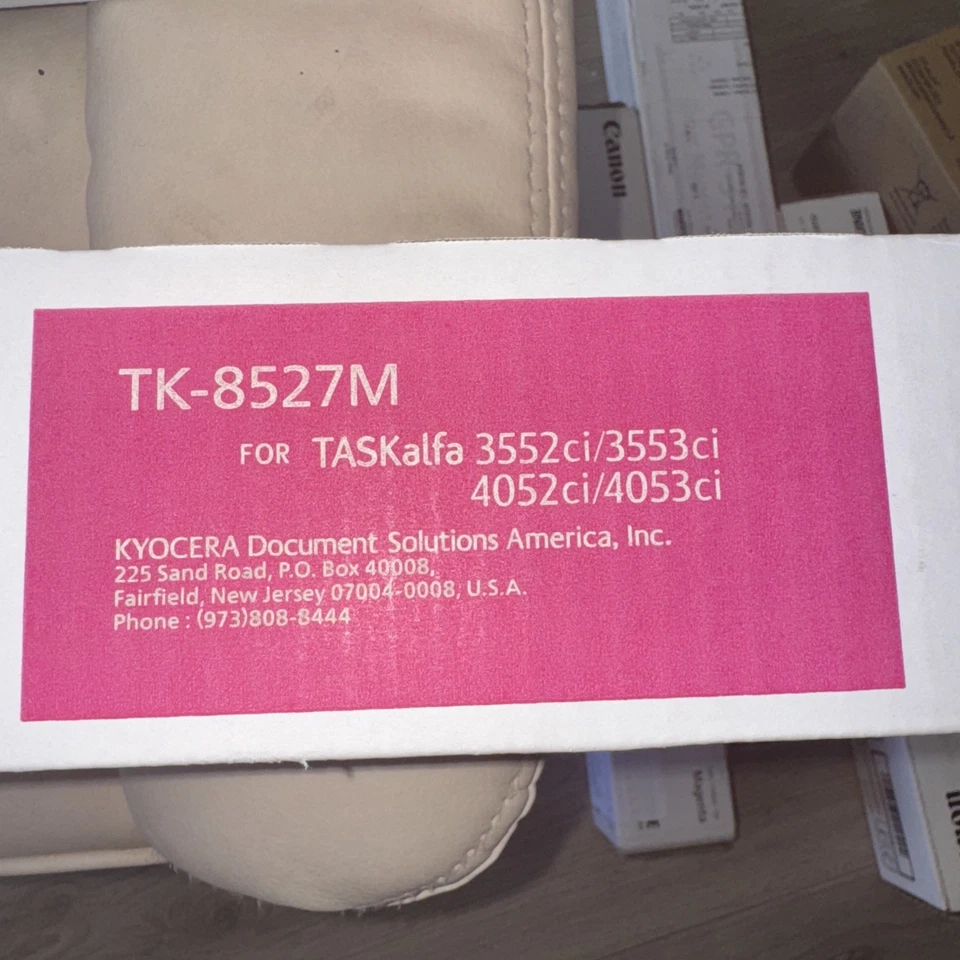 Canon
GPR
TK-8527M
FOR TASKalfa 3552ci/3553ci
4052ci/4053ci
KYOCERA Document Solutions America, Inc.
225 Sand Road, P.O. Box 40008,
Fairfield, New Jersey 07004-0008, U.S.A.
Phone : (973)808-8444
Magenta